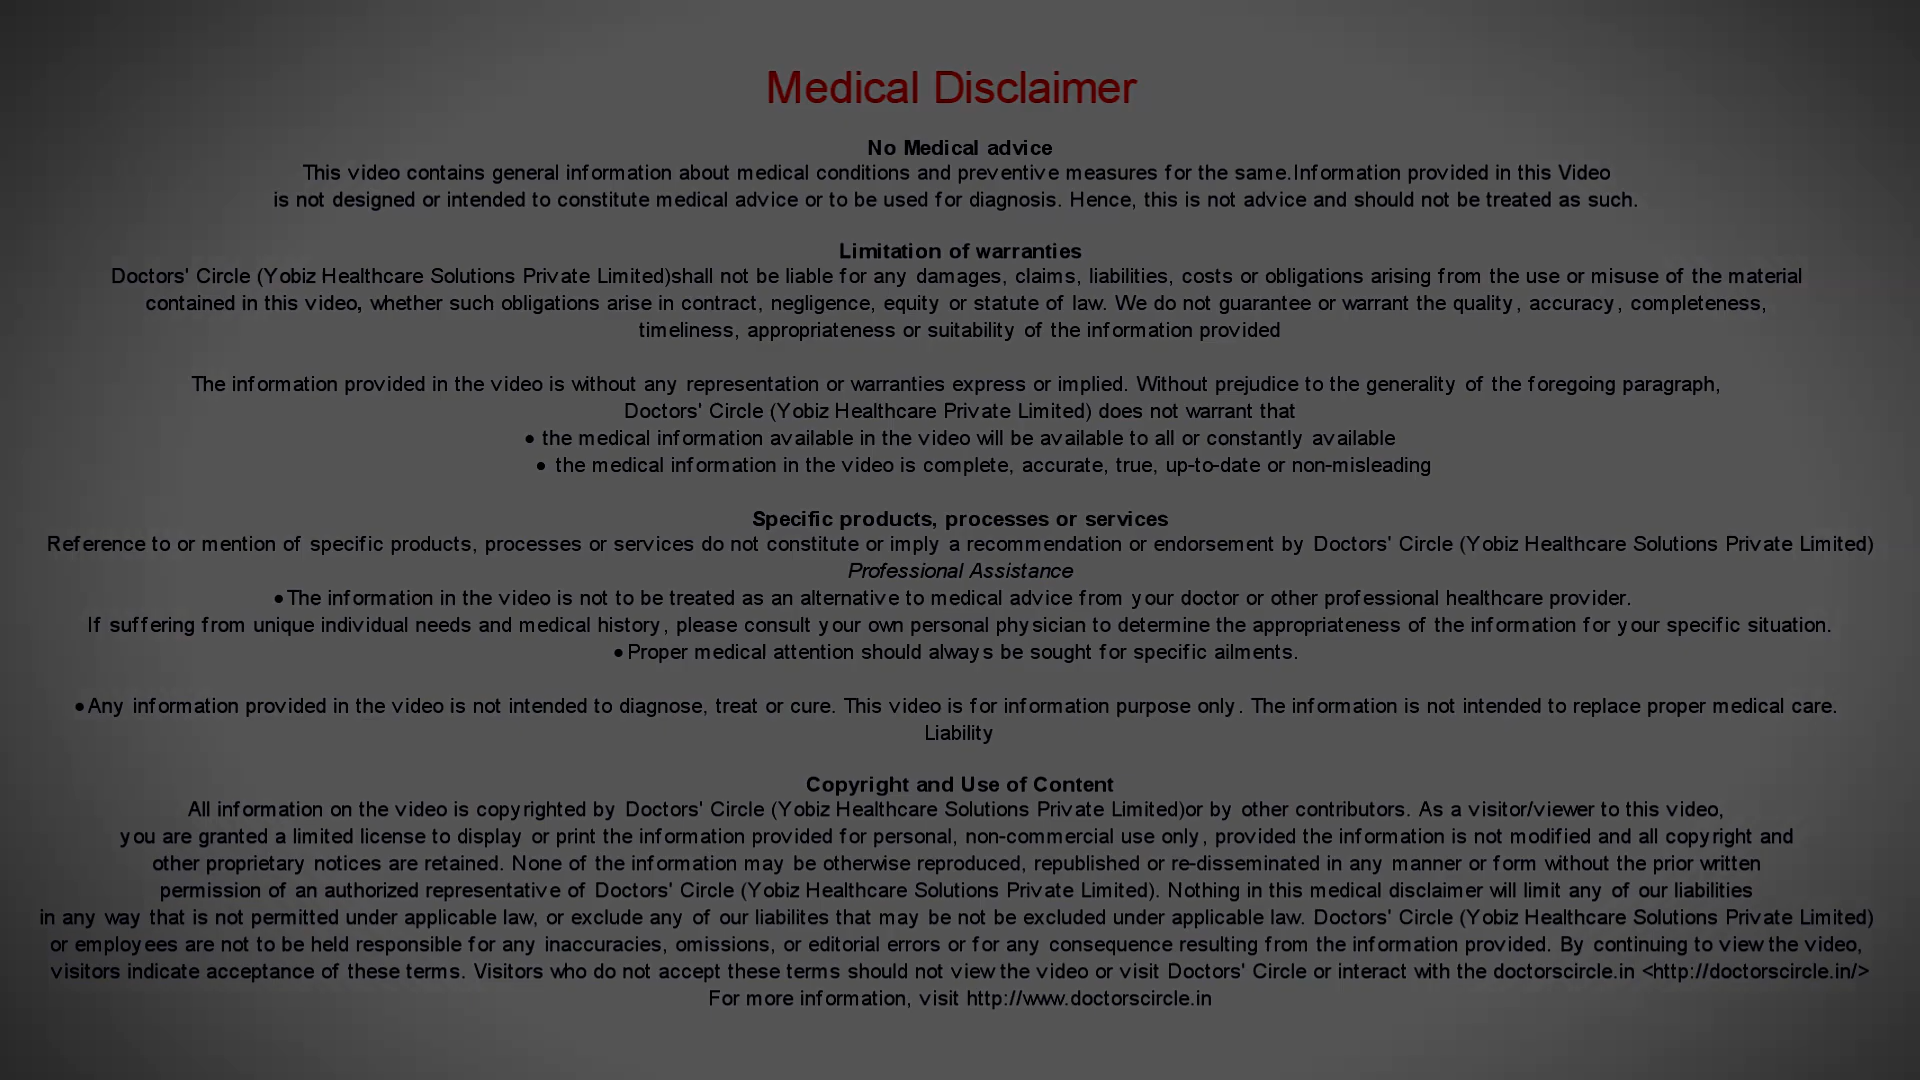 Medical Disclaimer
No Medical advice
This video contains general information about medical conditions and preventive measures for the same.Information provided in this Video
is not designed or intended to constitute medical advice or to be used for diagnosis. Hence, this is not advice and should not be treated as such.
Limitation of warranties
Doctors' Circle (Yobiz Healthcare Solutions Private Limited)shall not be liable for any damages, claims, liabilities, costs or obligations arising from the use or misuse of the material
contained in this video, whether such obligations arise in contract, negligence, equity or statute of law. We do not guarantee or warrant the quality, accuracy, completeness,
timeliness, appropriateness or suitability of the information provided
The information provided in the video is without any representation or warranties express or implied. Without prejudice to the generality of the foregoing paragraph,
Doctors' Circle (Yobiz Healthcare Private Limited) does not warrant that
• the medical information available in the video will be available to all or constantly available
• the medical information in the video is complete, accurate, true, up-to-date or non-misleading
Specific products, processes or services
Reference to or mention of specific products, processes or services do not constitute or imply a recommendation or endorsement by Doctors' Circle (Yobiz Healthcare Solutions Private Limited)
Professional Assistance
•The information in the video is not to be treated as an alternative to medical advice from your doctor or other professional healthcare provider.
If suffering from unique individual needs and medical history, please consult your own personal physician to determine the appropriateness of the information for your specific situation.
•Proper medical attention should always be sought for specific ailments.
•Any information provided in the video is not intended to diagnose, treat or cure. This video is for information purpose only. The information is not intended to replace proper medical care.
Liability
Copyright and Use of Content
All information on the video is copyrighted by Doctors' Circle (Yobiz Healthcare Solutions Private Limited)or by other contributors. As a visitor/viewer to this video,
you are granted a limited license to display or print the information provided for personal, non-commercial use only, provided the information is not modified and all copyright and
other proprietary notices are retained. None of the information may be otherwise reproduced, republished or re-disseminated in any manner or form without the prior written
permission of an authorized representative of Doctors' Circle (Yobiz Healthcare Solutions Private Limited). Nothing in this medical disclaimer will limit any of our liabilities
in any way that is not permitted under applicable law, or exclude any of our liabilites that may be not be excluded under applicable law. Doctors' Circle (Yobiz Healthcare Solutions Private Limited)
or employees are not to be held responsible for any inaccuracies, omissions, or editorial errors or for any consequence resulting from the information provided. By continuing to view the video,
visitors indicate acceptance of these terms. Visitors who do not accept these terms should not view the video or visit Doctors' Circle or interact with the doctorscircle.in <http://doctorscircle.in/>
For more information, visit http://www.doctorscircle.in